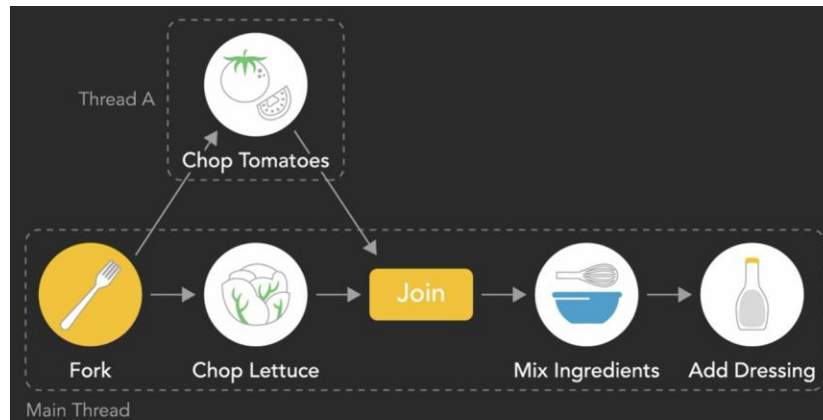 Thread A
Chop Tomatoes
Join
Fork
Chop Lettuce
Mix Ingredients
Add Dressing
Main Thread